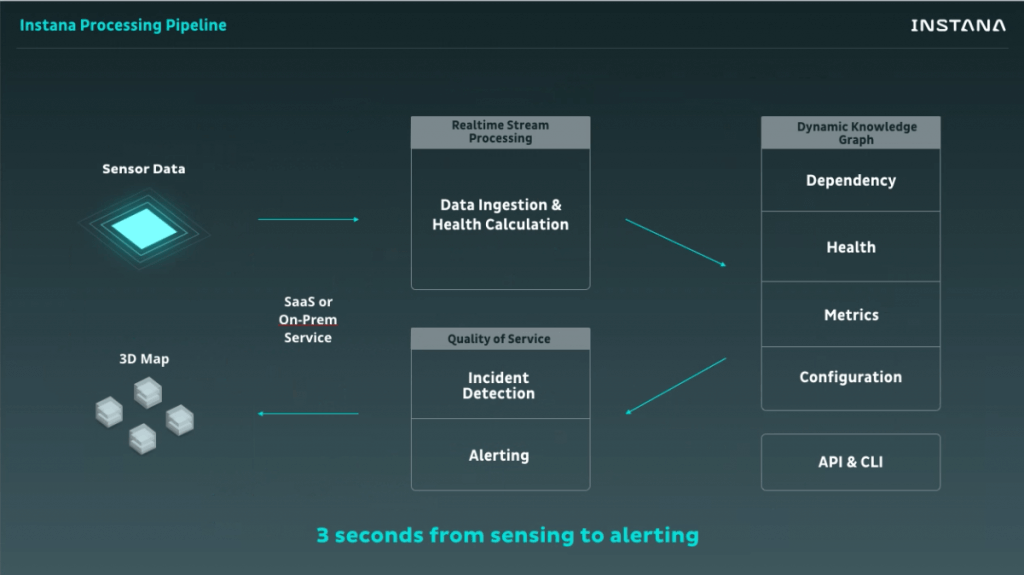 Instana Processing Pipeline
INSTANA
Sensor Data
Realtime Stream
Processing
Data Ingestion &
Health Calculation
Dynamic Knowledge
Graph
Dependency
Health
Metrics
Configuration
API & CLI
SaaS or
On-Prem
Service
Quality of Service
Incident
Detection
Alerting
3D Map
3 seconds from sensing to alerting